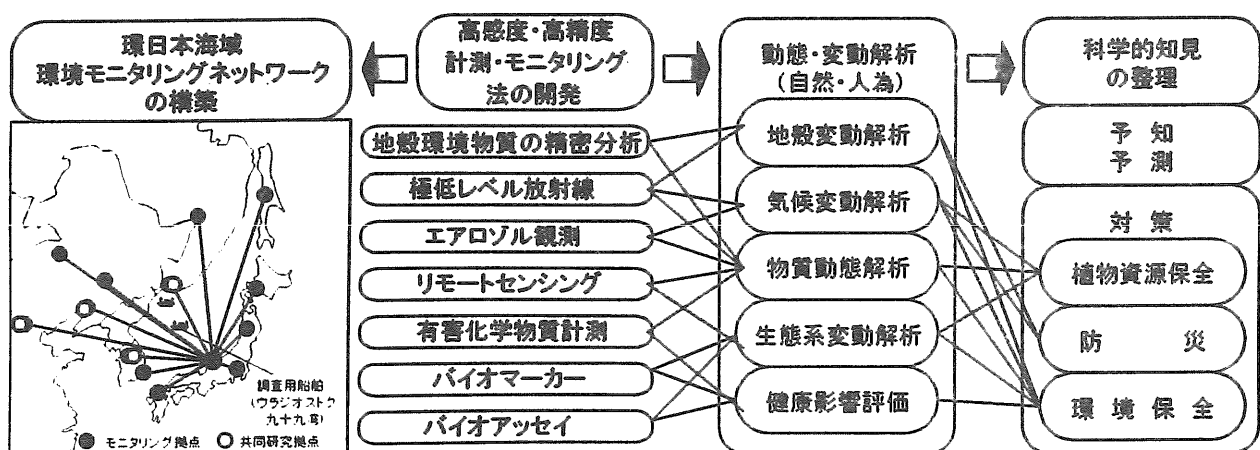 環日本海域
環境モニタリングネットワーク
の構築
調査用船舶
(ウラジオストク
九十九湾)
モニタリング拠点
共同研究拠点
高感度・高精度
計測・モニタリング
法の開発
地殻環境物質の精密分析
極低レベル放射線
エアロゾル観測
リモートセンシング
有害化学物質計測
バイオマーカー
バイオアッセイ
動態・変動解析
(自然・人為)
地殻変動解析
気候変動解析
物質動態解析
生態系変動解析
健康影響評価
科学的知見
の整理
予知
予測
対策
植物資源保全
防災
環境保全